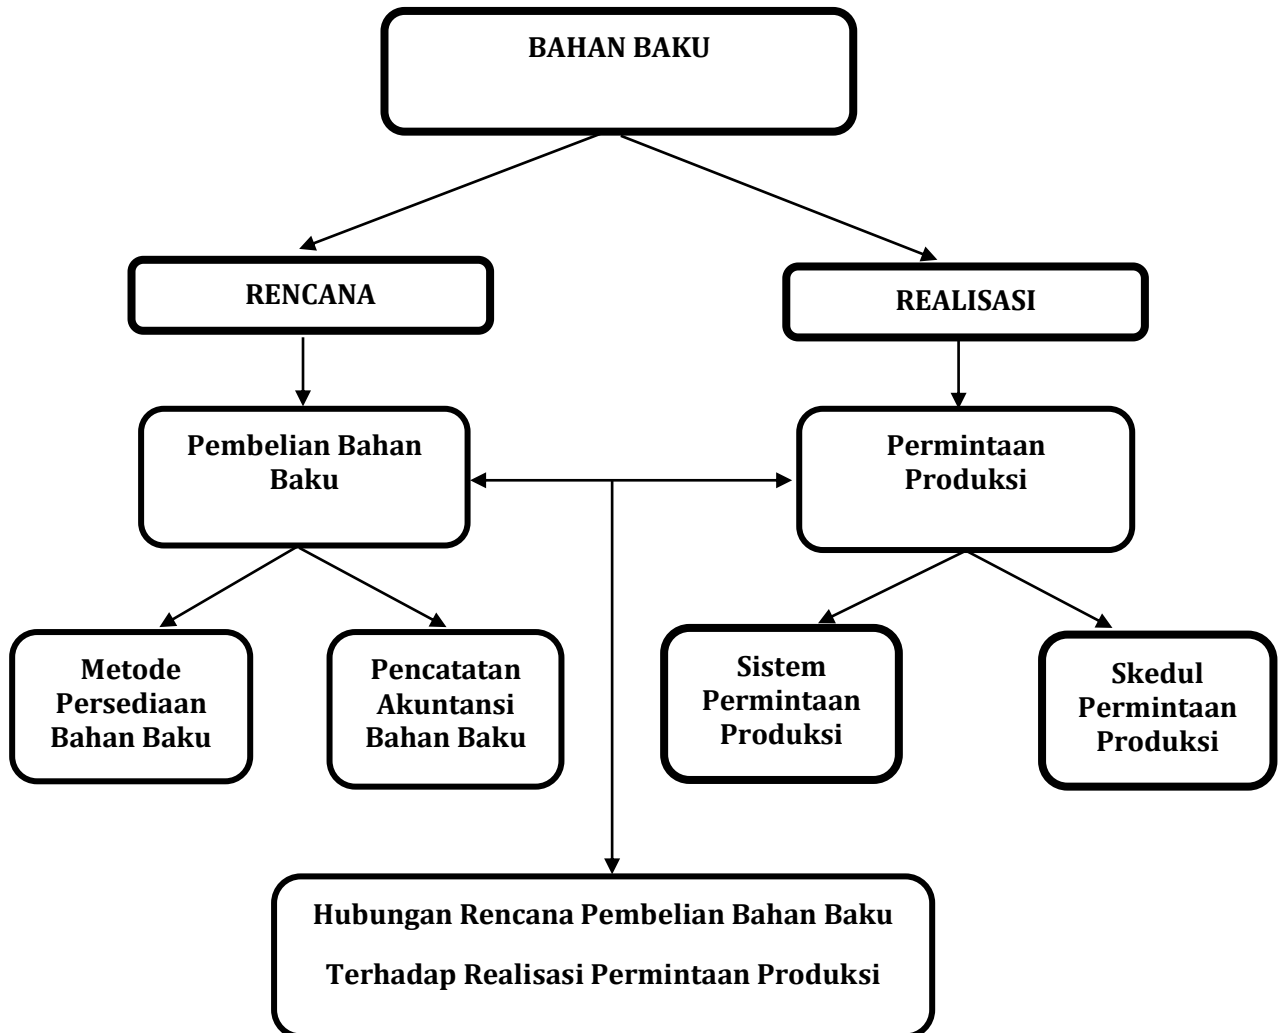 BAHAN BAKU
RENCANA
REALISASI
Pembelian Bahan
Baku
Permintaan
Produksi
Metode
Persediaan
Bahan Baku
Pencatatan
Akuntansi
Bahan Baku
Sistem
Permintaan
Produksi
Skedul
Permintaan
Produksi
Hubungan Rencana Pembelian Bahan Baku
Terhadap Realisasi Permintaan Produksi